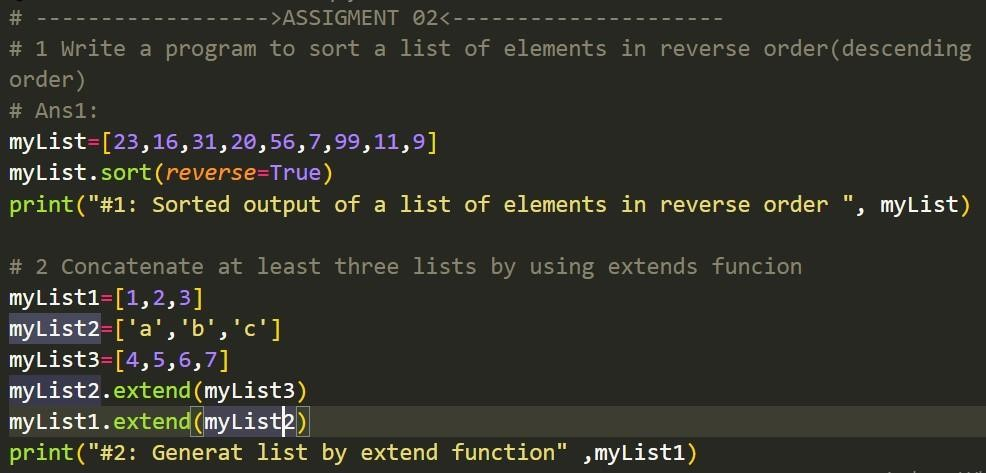 # ------------------->ASSIGMENT 02<---------------------
# 1 Write a program to sort a list of elements in reverse order(descending
order)
# Ans1:
myList=[23,16,31,20,56,7,99,11,9]
myList.sort(reverse=True)
print("#1: Sorted output of a list of elements in reverse order ", myList)
# 2 Concatenate at least three lists by using extends funcion
myList1=[1,2,3]
myList2=['a','b','c']
myList3=[4,5,6,7]
myList2.extend(myList3)
myList1.extend(myList2)
print("#2: Generat list by extend function" ,myList1)